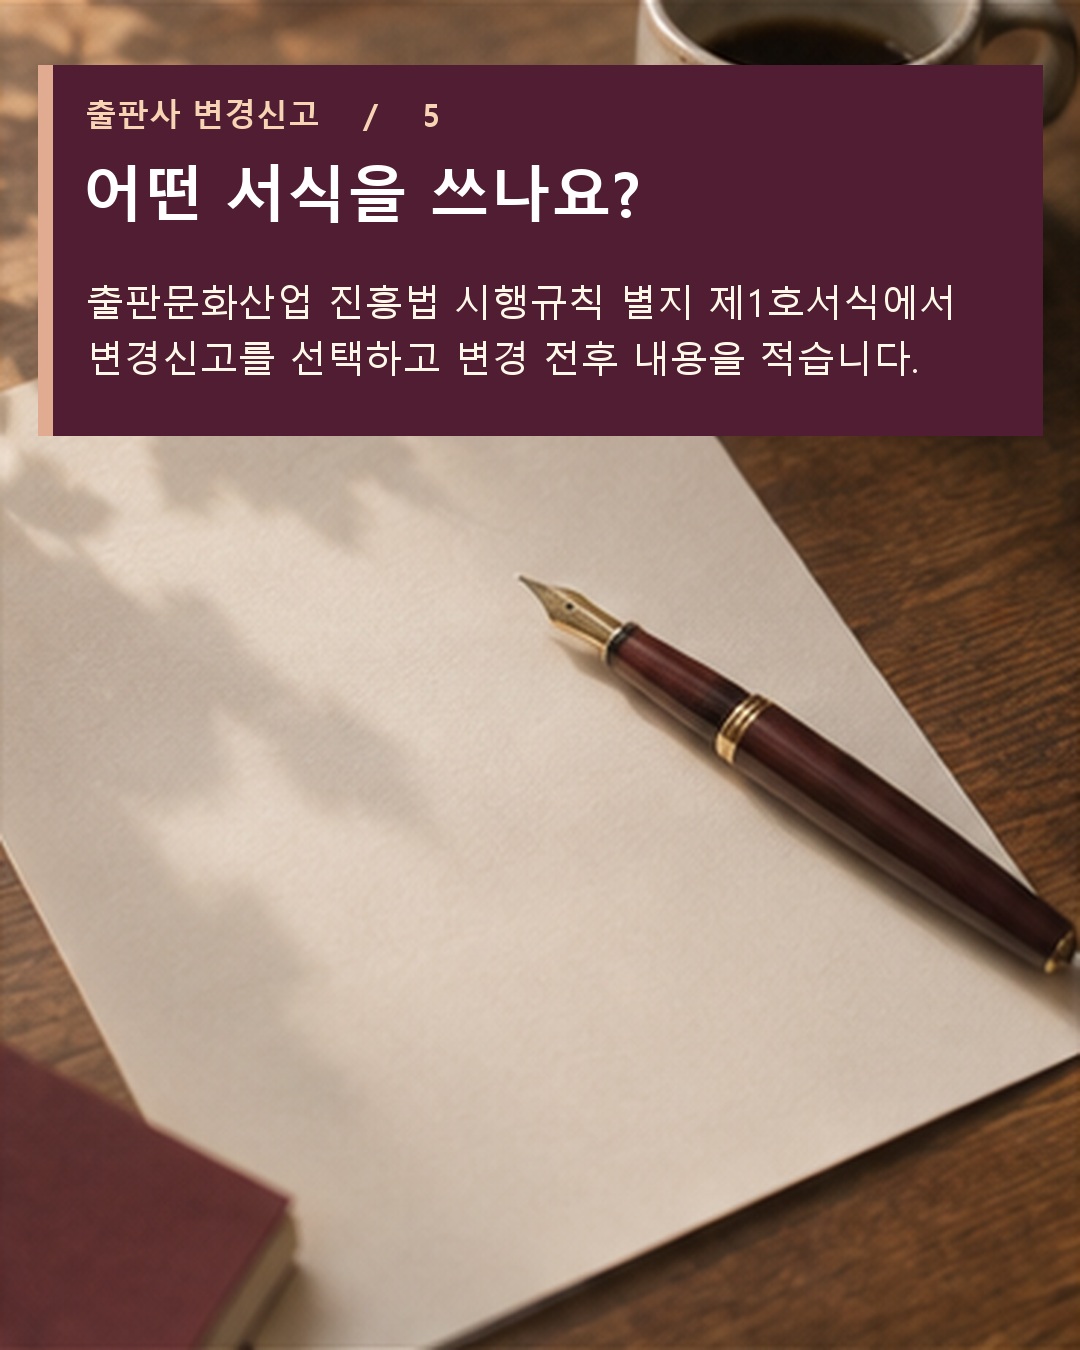 출판사 변경신고 / 5
어떤 서식을 쓰나요?
출판문화산업 진흥법 시행규칙 별지 제1호서식에서
변경신고를 선택하고 변경 전후 내용을 적습니다.